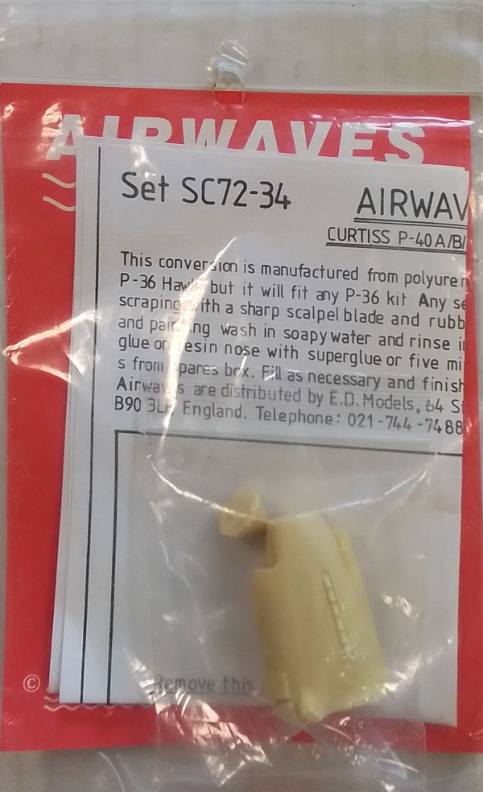 AIRWAVES
Set SC72-34
AIRWAV
CURTISS P-40A/B/
This conversion is manufactured from polyure
P-36 Hawk but it will fit any P-36 kit Any se
scraping with a sharp scalpel blade and rubb
and painting wash in soapy water and rinse i
glue on resin nose with superglue or five mi
s from spares box. Fill as necessary and finish
Airwaves are distributed by E.D. Models, 64 S
B90 3L England. Telephone: 021-744-7488
Remove this
©